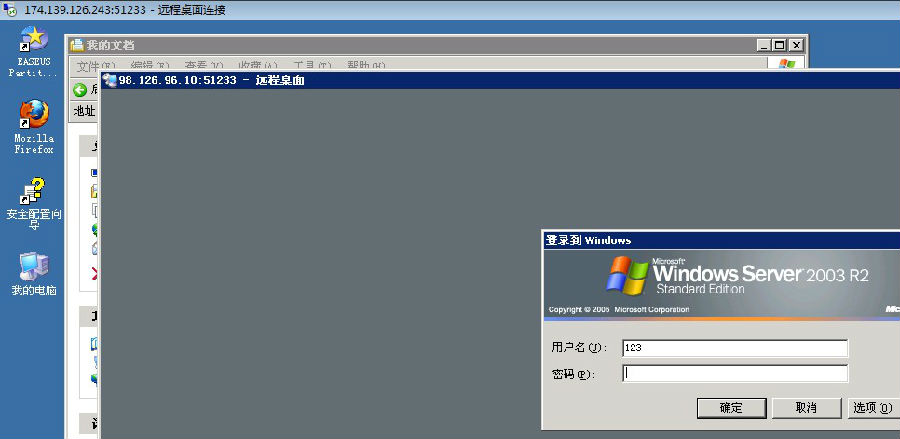 174.139.126.243:51233 - 远程桌面连接
EASEUS
Partit...
Mozilla
Firefox
安全配置向
导
我的电脑
我的文档
文件(F) 编辑(E) 查看(V) 收藏(A) 工具(T) 帮助(H)
地址
98.126.96.10:51233 - 远程桌面
登录到 Windows
Microsoft
Windows Server 2003 R2
Standard Edition
Copyright © 2005 Microsoft Corporation
用户名(U): 123
密码(P):
确定 取消 选项(O)